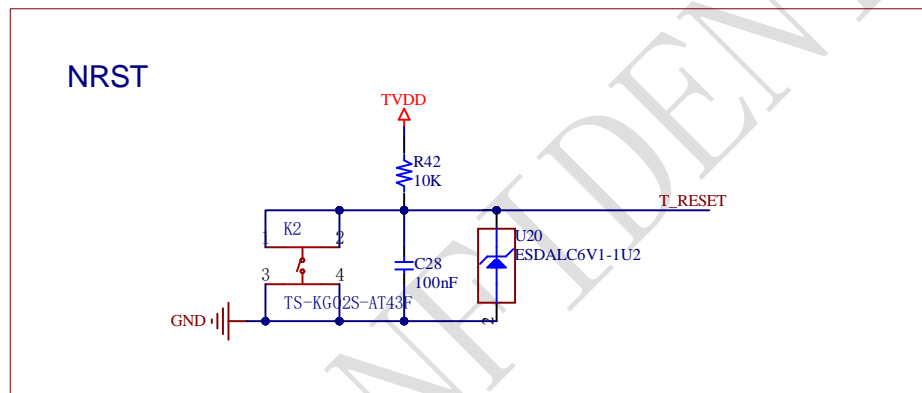 NRST
TVDD
R42
10K
T_RESET
K2
1
2
U20
ESDALC6V1-1U2
C28
100nF
3
4
TS-KG02S-AT43F
GND
2
NFIDEN